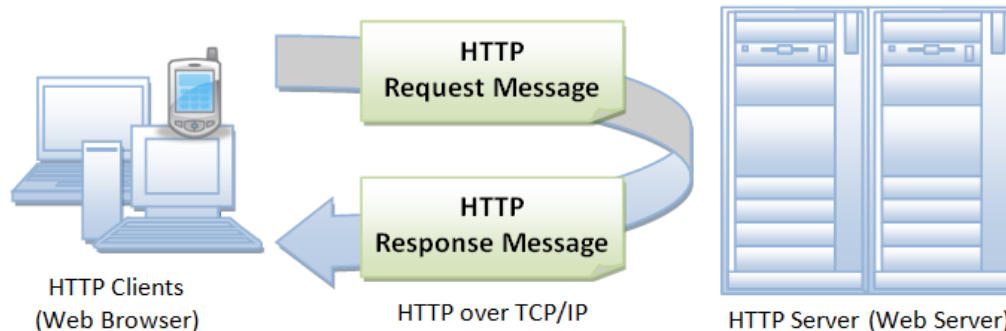 HTTP
Request Message
HTTP
Response Message
HTTP Clients
(Web Browser)
HTTP over TCP/IP
HTTP Server (Web Server)